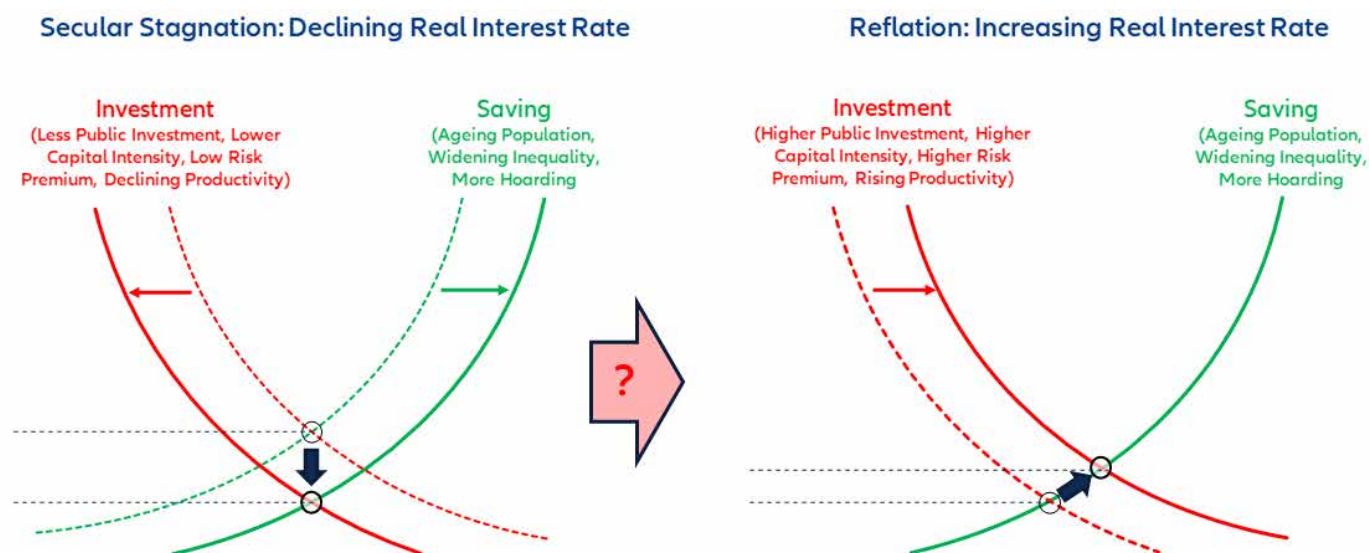 Secular Stagnation: Declining Real Interest Rate
Investment
(Less Public Investment, Lower
Capital Intensity, Low Risk
Premium, Declining Productivity)
Saving
(Ageing Population,
Widening Inequality,
More Hoarding
?
Reflation: Increasing Real Interest Rate
Investment
(Higher Public Investment, Higher
Capital Intensity, Higher Risk
Premium, Rising Productivity)
Saving
(Ageing Population,
Widening Inequality,
More Hoarding